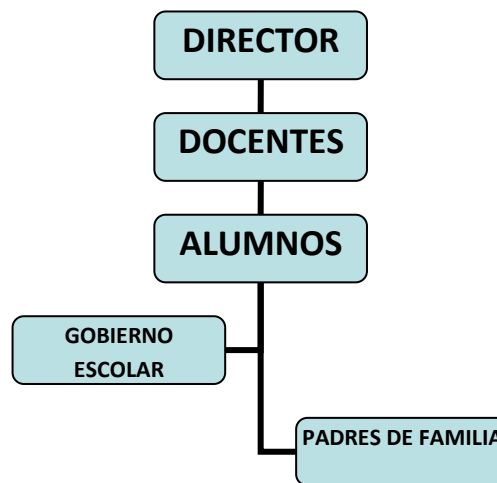 DIRECTOR
DOCENTES
ALUMNOS
GOBIERNO
ESCOLAR
PADRES DE FAMILIA